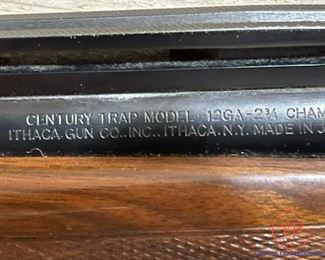 CENTURY TRAP MODEL - 12GA-2¾ CHAM
ITHACA GUN CO., INC., ITHACA, N.Y. MADE IN J